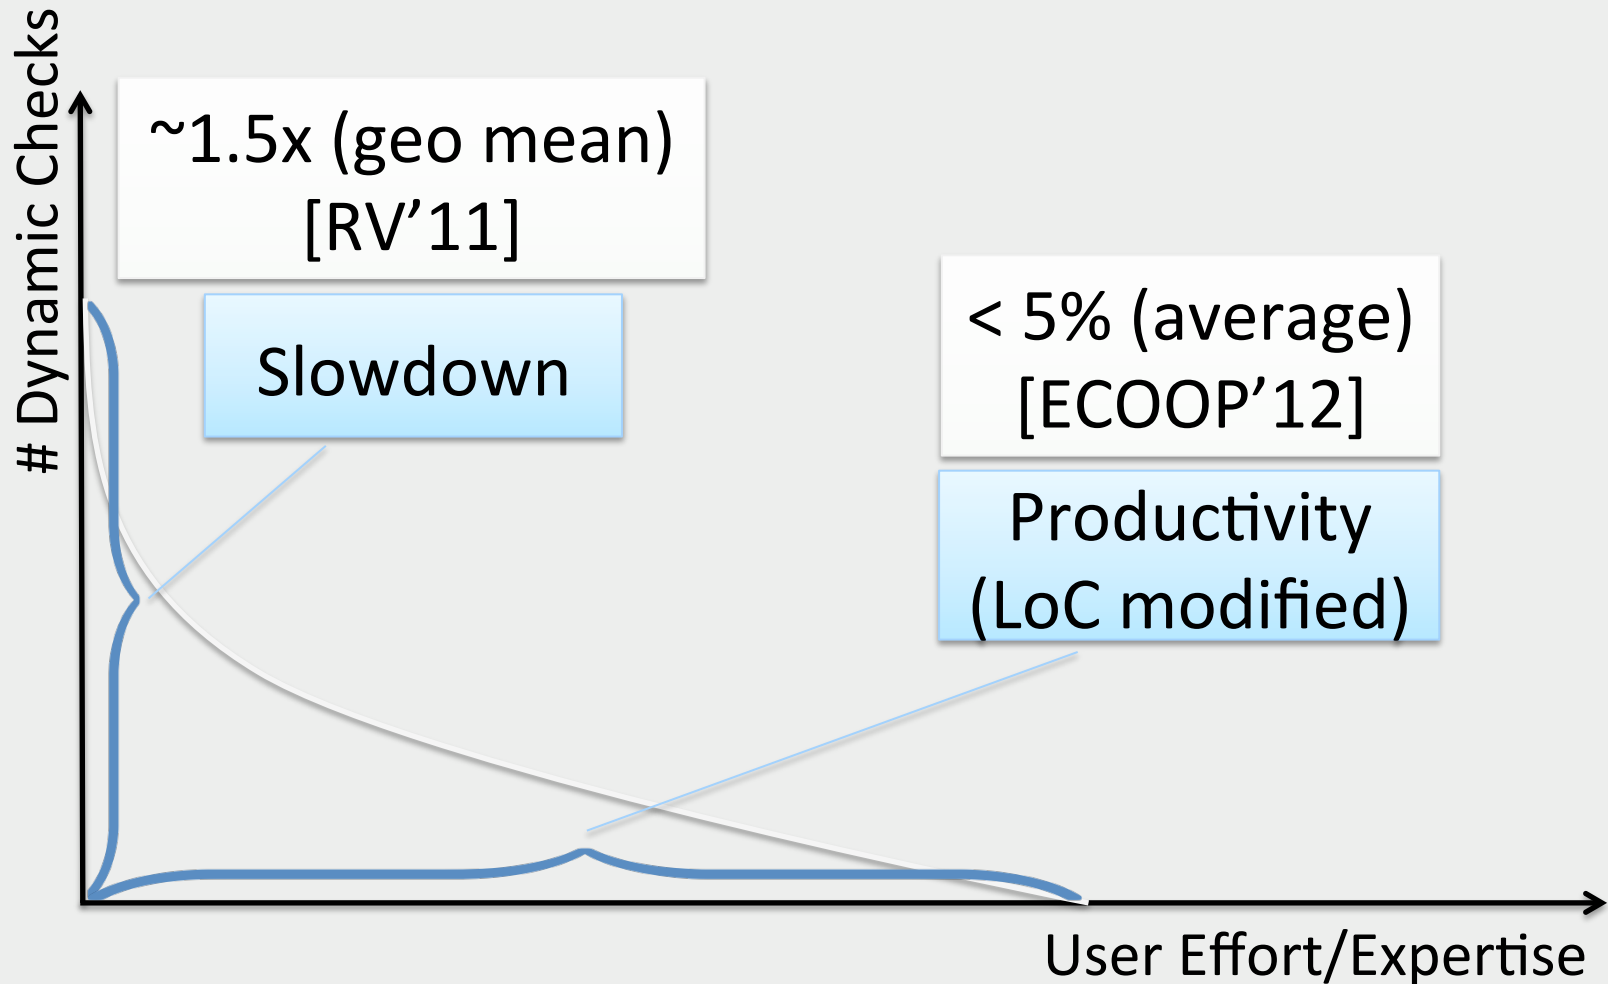 # Dynamic Checks
~1.5x (geo mean)
[RV’11]
Slowdown
< 5% (average)
[ECOOP’12]
Productivity
(LoC modified)
User Effort/Expertise